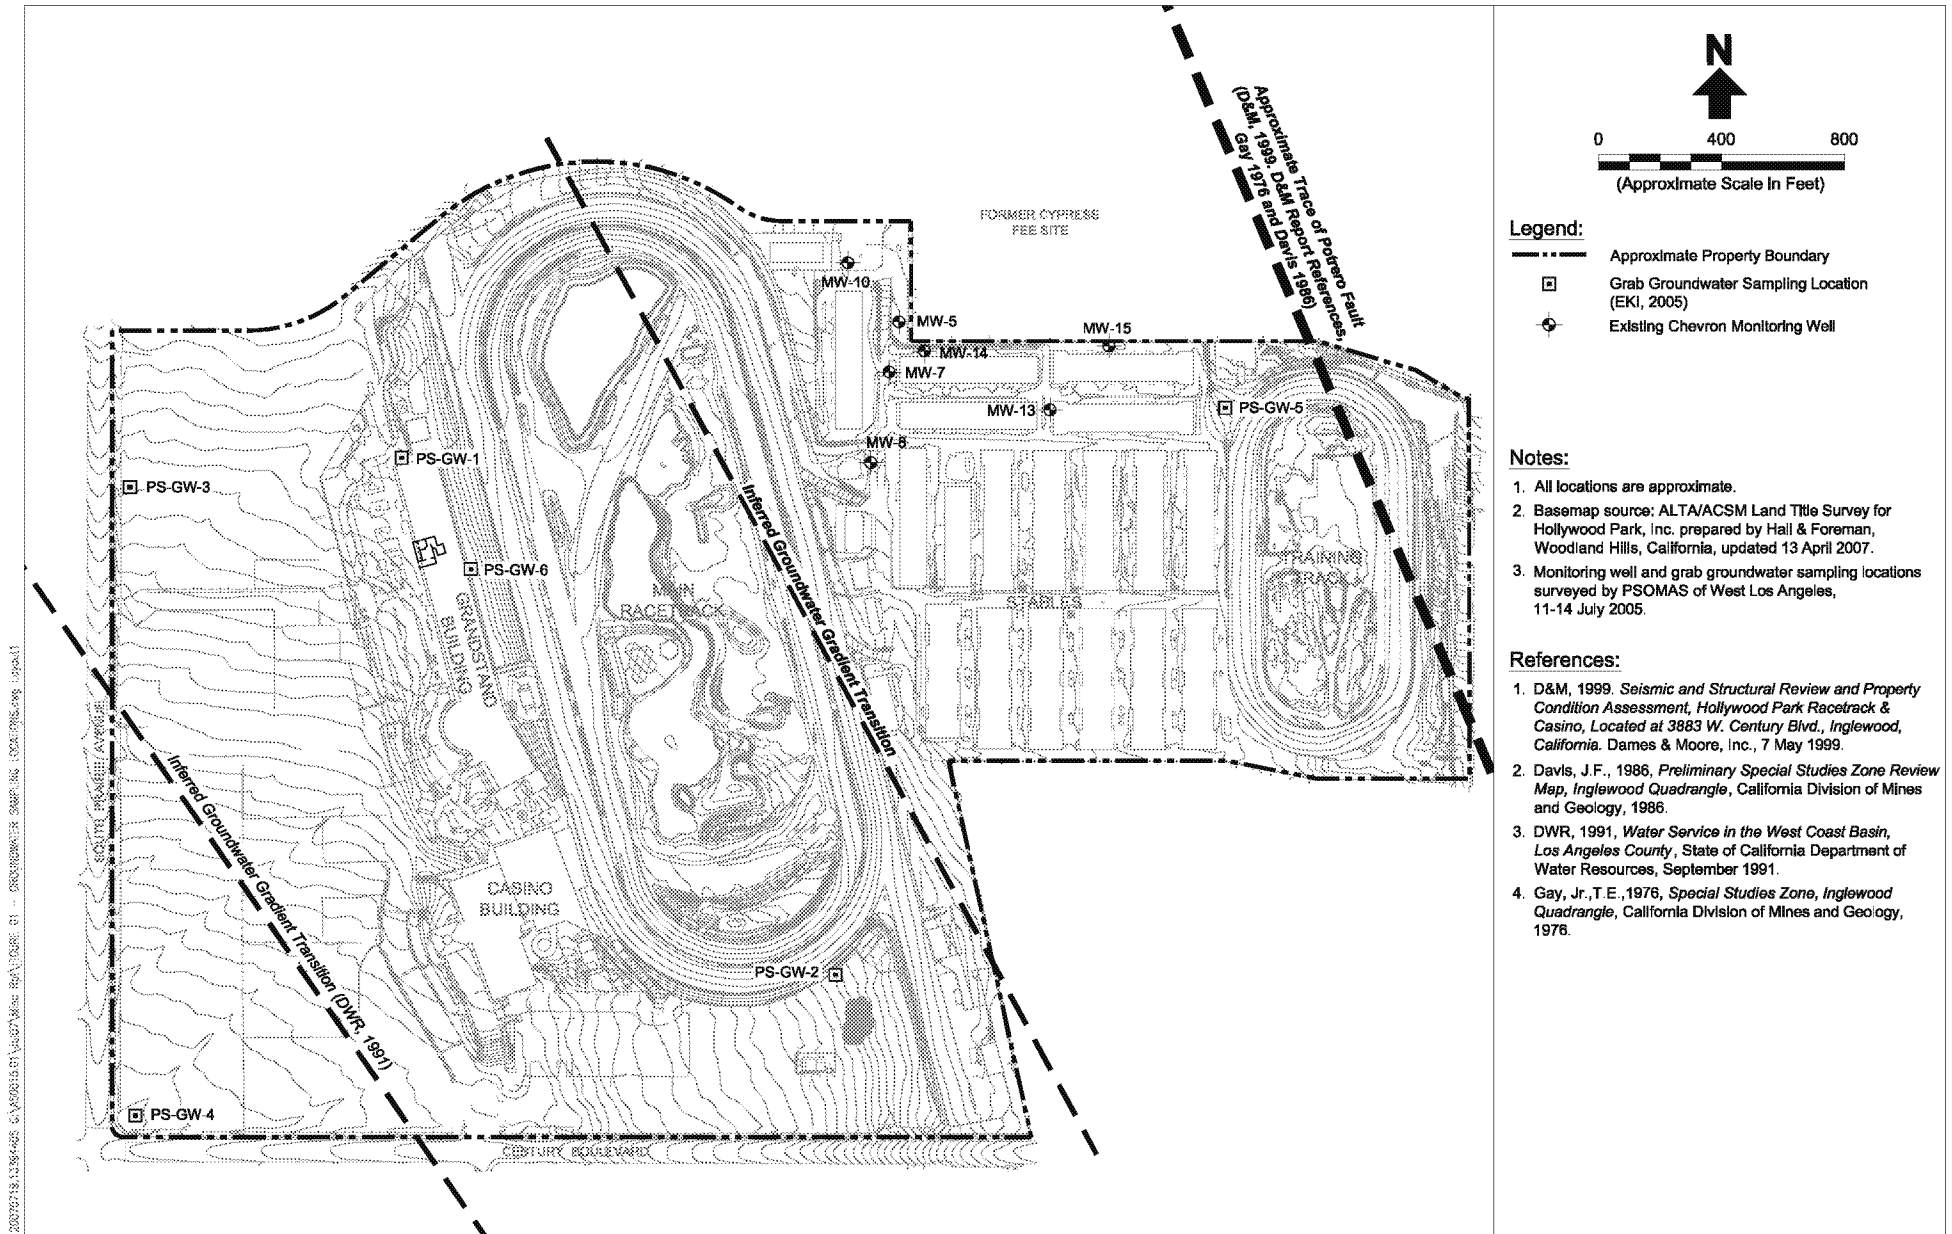 N
0 400 800
(Approximate Scale in Feet)
Legend:
Approximate Property Boundary
Grab Groundwater Sampling Location
(EKI, 2005)
Existing Chevron Monitoring Well
Notes:
1. All locations are approximate.
2. Basemap source: ALTA/ACSM Land Title Survey for
Hollywood Park, Inc. prepared by Hall & Foreman,
Woodland Hills, California, updated 13 April 2007.
3. Monitoring well and grab groundwater sampling locations
surveyed by PSOMAS of West Los Angeles,
11-14 July 2005.
References:
1. D&M, 1999. Seismic and Structural Review and Property
Condition Assessment, Hollywood Park Racetrack &
Casino, Located at 3883 W. Century Blvd., Inglewood,
California. Dames & Moore, Inc., 7 May 1999.
2. Davis, J.F., 1986, Preliminary Special Studies Zone Review
Map, Inglewood Quadrangle, California Division of Mines
and Geology, 1986.
3. DWR, 1991, Water Service in the West Coast Basin,
Los Angeles County, State of California Department of
Water Resources, September 1991.
4. Gay, Jr.,T.E.,1976, Special Studies Zone, Inglewood
Quadrangle, California Division of Mines and Geology,
1976.
Approximate Trace of Potrero Fault
(D&M, 1999. D&M Report References,
Gay 1976 and Davis 1986)
FORMER CYPRESS
FEE SITE
MW-10
MW-5
MW-15
MW-14
MW-7
MW-13
PS-GW-5
MW-8
PS-GW-1
PS-GW-3
PS-GW-6
Inferred Groundwater Gradient Transition
MAIN
RACETRACK
TRAINING
TRACK
STABLES
GRANDSTAND
BUILDING
SOUTH PRAIRIE AVENUE
Inferred Groundwater Gradient Transition (DWR, 1991)
CASINO
BUILDING
PS-GW-2
PS-GW-4
CENTURY BOULEVARD